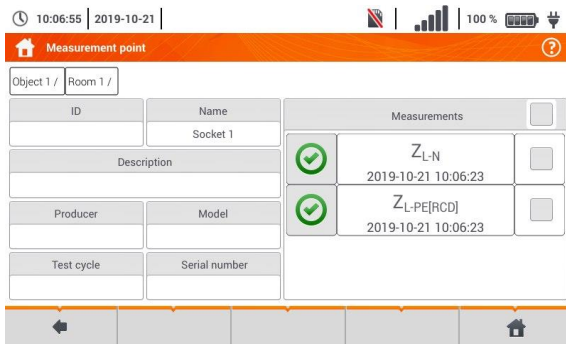 10:06:55 2019-10-21 100 %
Measurement point ?
Object 1 / Room 1 /
ID Name Measurements
Socket 1
Z L-N
2019-10-21 10:06:23
Description
Z L-PE[RCD]
2019-10-21 10:06:23
Producer Model
Test cycle Serial number